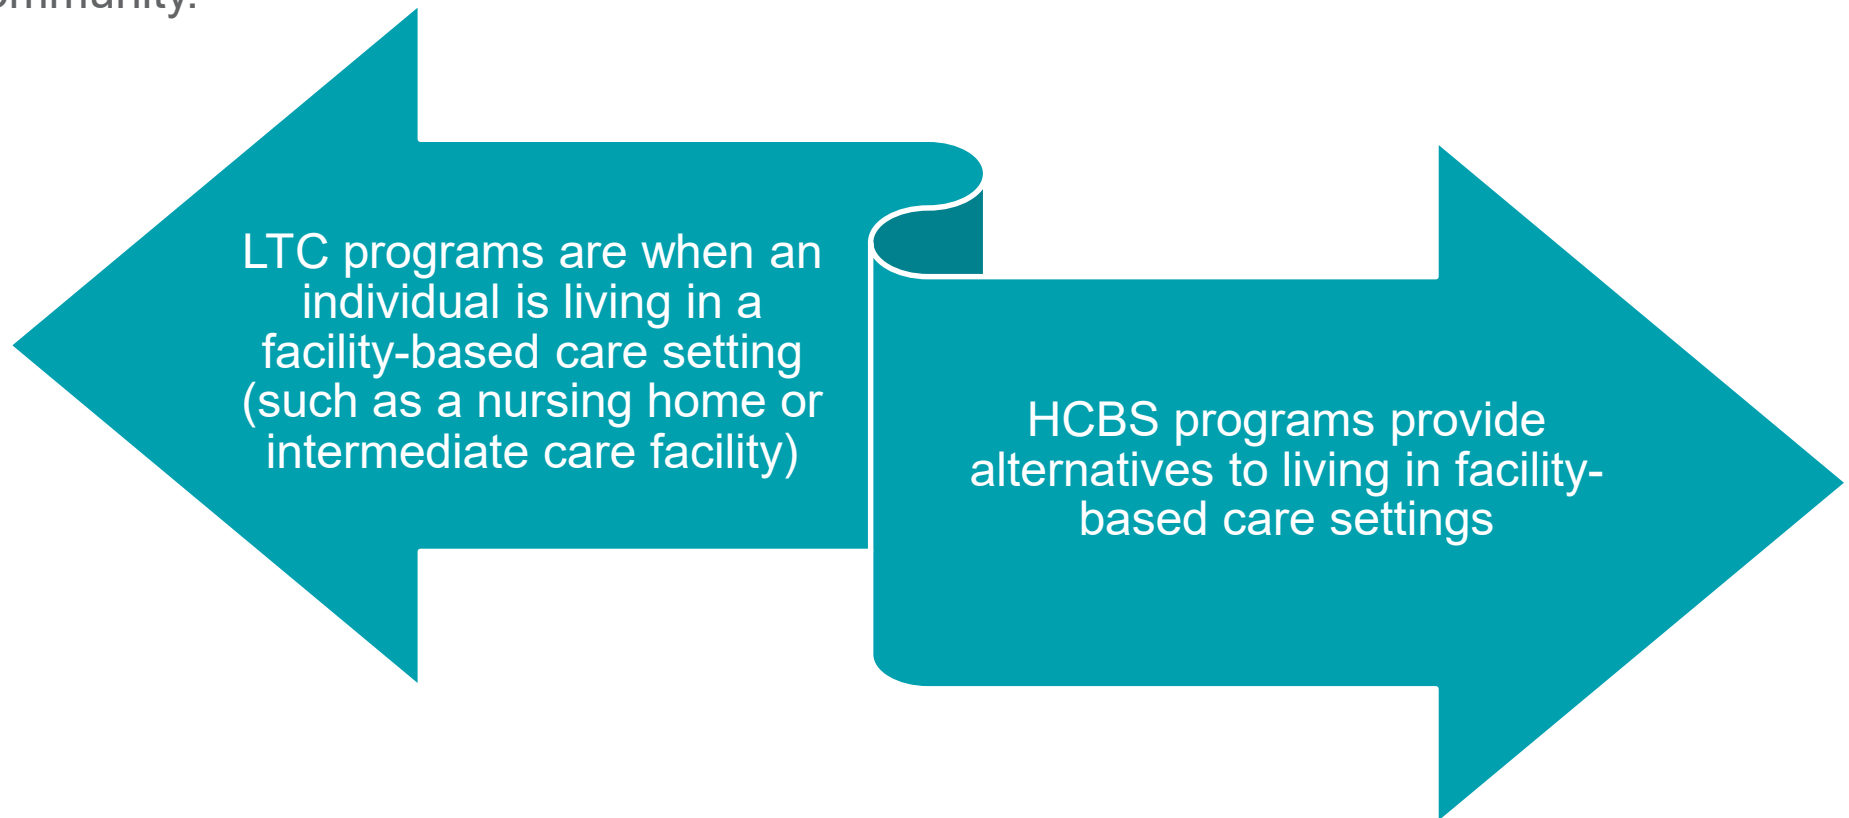 LTC programs are when an
individual is living in a
facility-based care setting
(such as a nursing home or
intermediate care facility)
HCBS programs provide
alternatives to living in facility-
based care settings